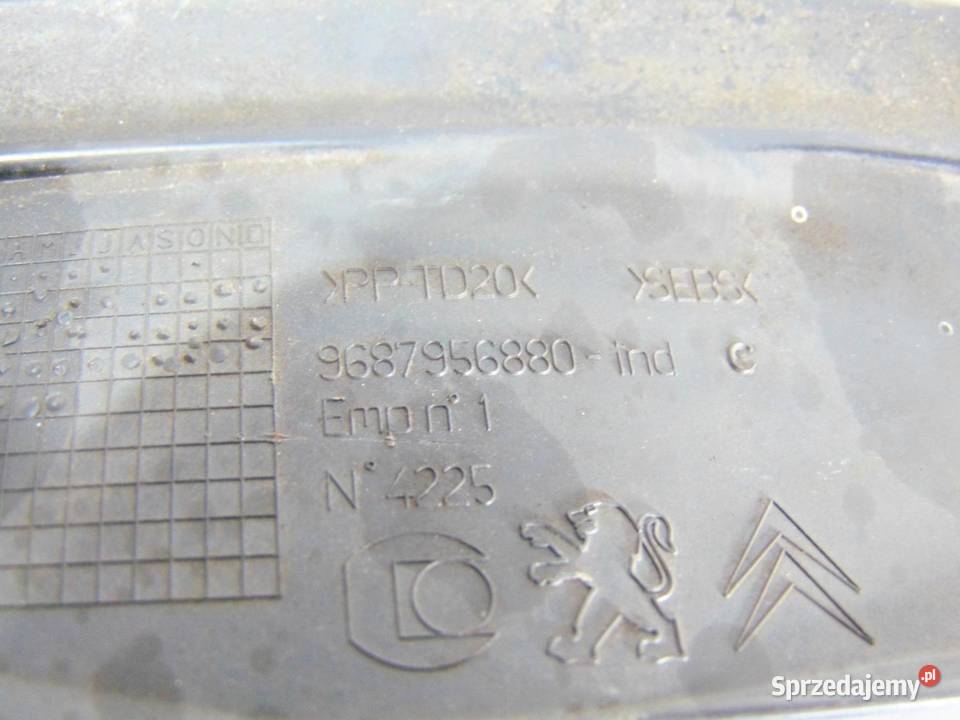 A M J J A S O N D
>PP-TD20< >SEBS<
9687956880-Ind C
Emp n°. 1
N° 4225
Sprzedajemy.pl